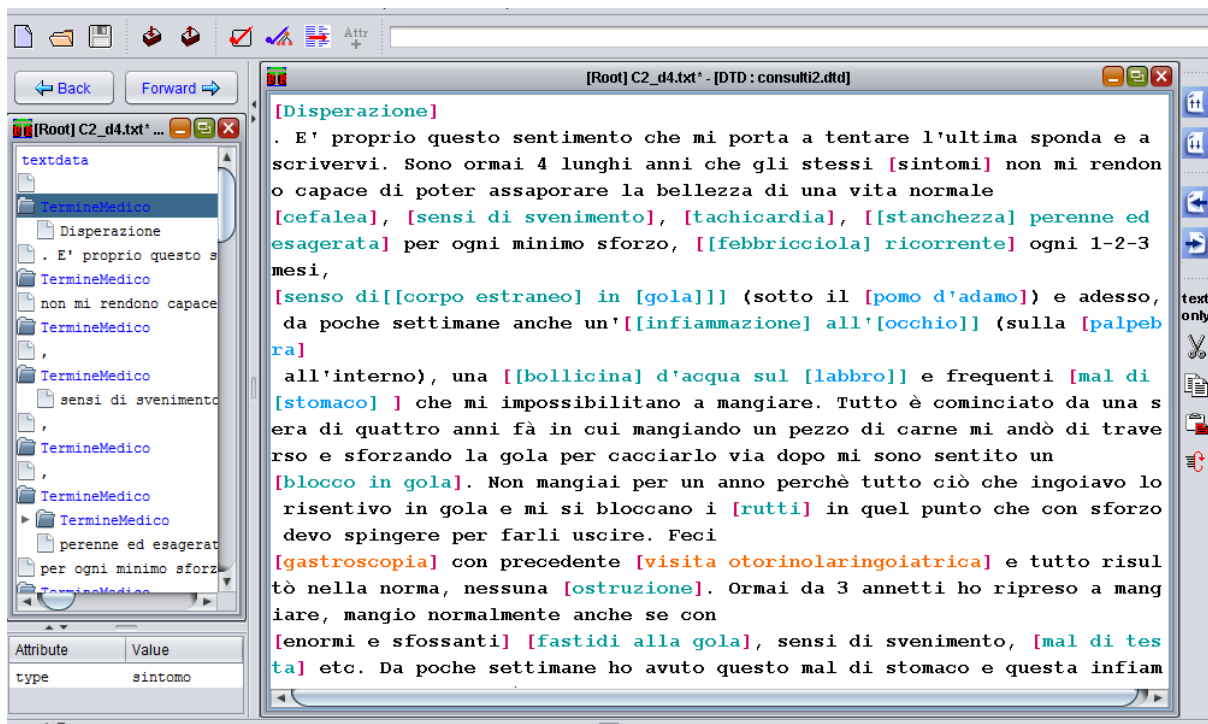 Attr
Back
Forward
[Root] C2_d4.txt* ...
textdata
TermineMedico
Disperazione
. E' proprio questo s
TermineMedico
non mi rendono capace
TermineMedico
,
TermineMedico
sensi di svenimento
,
TermineMedico
,
TermineMedico
TermineMedico
perenne ed esagerat
per ogni minimo sforz
TermineMedico
Attribute Value
type sintomo
[Root] C2_d4.txt* - [DTD : consulti2.dtd]
[Disperazione]
. E' proprio questo sentimento che mi porta a tentare l'ultima sponda e a
scrivervi. Sono ormai 4 lunghi anni che gli stessi [sintomi] non mi rendon
o capace di poter assaporare la bellezza di una vita normale
[cefalea], [sensi di svenimento], [tachicardia], [[stanchezza] perenne ed
esagerata] per ogni minimo sforzo, [[febbricciola] ricorrente] ogni 1-2-3
mesi,
[senso di[[corpo estraneo] in [gola]]] (sotto il [pomo d'adamo]) e adesso,
da poche settimane anche un'[[infiammazione] all'[occhio]] (sulla [palpeb
ra]
all'interno), una [[bollicina] d'acqua sul [labbro]] e frequenti [mal di
[stomaco] ] che mi impossibilitano a mangiare. Tutto è cominciato da una s
era di quattro anni fà in cui mangiando un pezzo di carne mi andò di trave
rso e sforzando la gola per cacciarlo via dopo mi sono sentito un
[blocco in gola]. Non mangiai per un anno perchè tutto ciò che ingoiavo lo
risentivo in gola e mi si bloccano i [rutti] in quel punto che con sforzo
devo spingere per farli uscire. Feci
[gastroscopia] con precedente [visita otorinolaringoiatrica] e tutto risul
tò nella norma, nessuna [ostruzione]. Ormai da 3 annetti ho ripreso a mang
iare, mangio normalmente anche se con
[enormi e sfossanti] [fastidi alla gola], sensi di svenimento, [mal di tes
ta] etc. Da poche settimane ho avuto questo mal di stomaco e questa infiam
text
only